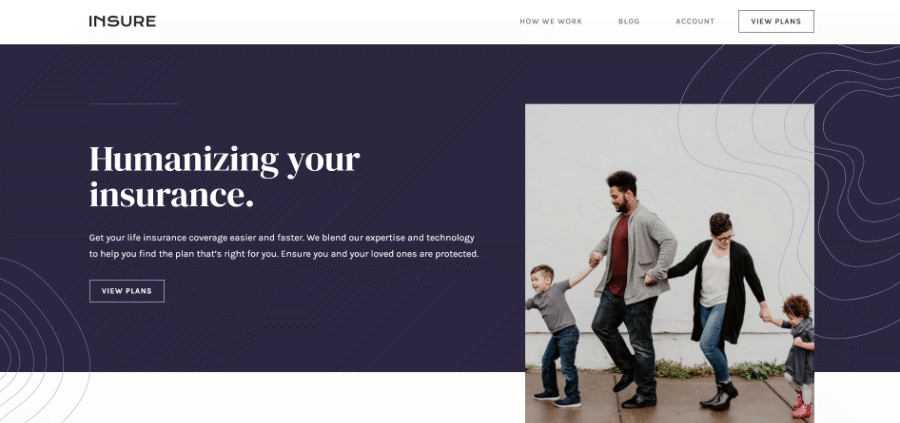 INSURE
HOW WE WORK
BLOG
ACCOUNT
VIEW PLANS
Humanizing your
insurance.
Get your life insurance coverage easier and faster. We blend our expertise and technology
to help you find the plan that's right for you. Ensure you and your loved ones are protected.
VIEW PLANS